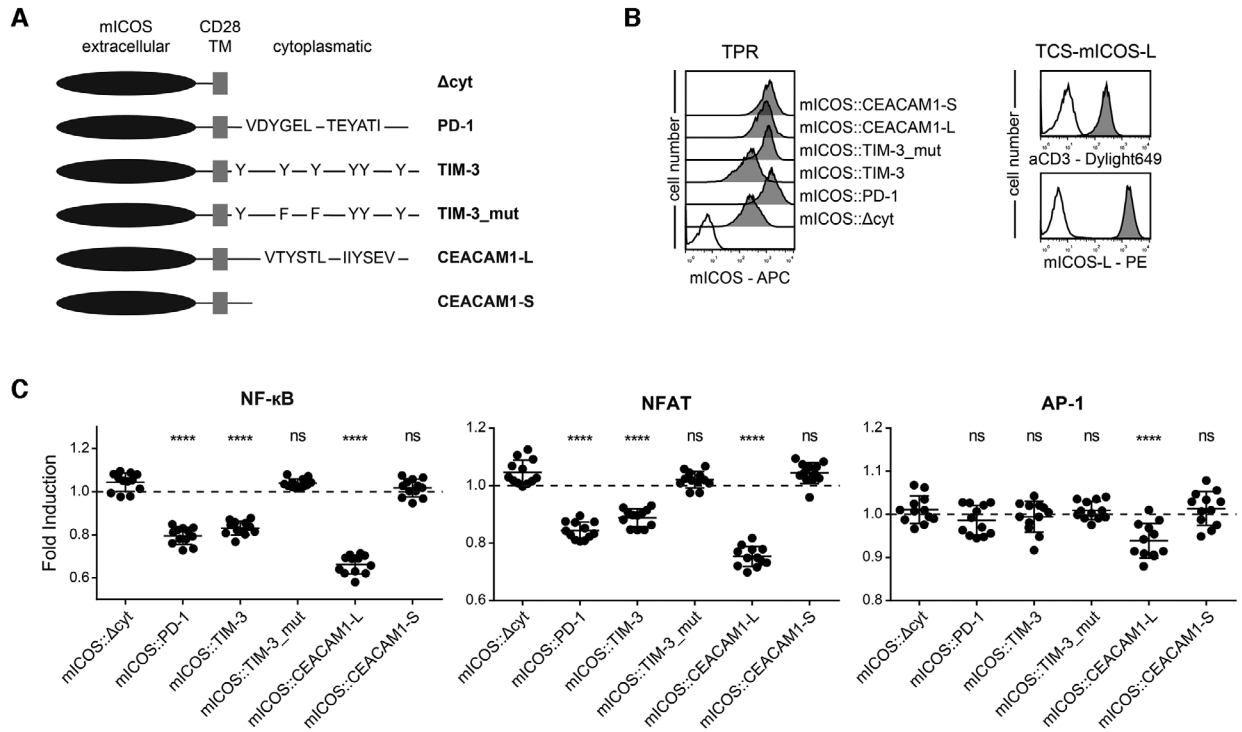 A
mICOS extracellular
CD28 TM
cytoplasmatic
Δcyt
VDYGEL – TEYATI —
PD-1
Y — Y – Y — YY — Y –
TIM-3
Y — F – F — YY — Y –
TIM-3_mut
VTYSTL – IIYSEV –
CEACAM1-L
CEACAM1-S
B
TPR
cell number
mICOS::CEACAM1-S
mICOS::CEACAM1-L
mICOS::TIM-3_mut
mICOS::TIM-3
mICOS::PD-1
mICOS::Δcyt
mICOS - APC
TCS-mICOS-L
cell number
aCD3 - Dylight649
mICOS-L - PE
C
NF-κB
Fold Induction
1.2
1.0
0.8
0.6
**** **** ns **** ns
mICOS::Δcyt
mICOS::PD-1
mICOS::TIM-3
mICOS::TIM-3_mut
mICOS::CEACAM1-L
mICOS::CEACAM1-S
NFAT
1.2
1.0
0.8
0.6
**** **** ns **** ns
mICOS::Δcyt
mICOS::PD-1
mICOS::TIM-3
mICOS::TIM-3_mut
mICOS::CEACAM1-L
mICOS::CEACAM1-S
AP-1
1.2
1.1
1.0
0.9
0.8
ns ns ns **** ns
mICOS::Δcyt
mICOS::PD-1
mICOS::TIM-3
mICOS::TIM-3_mut
mICOS::CEACAM1-L
mICOS::CEACAM1-S